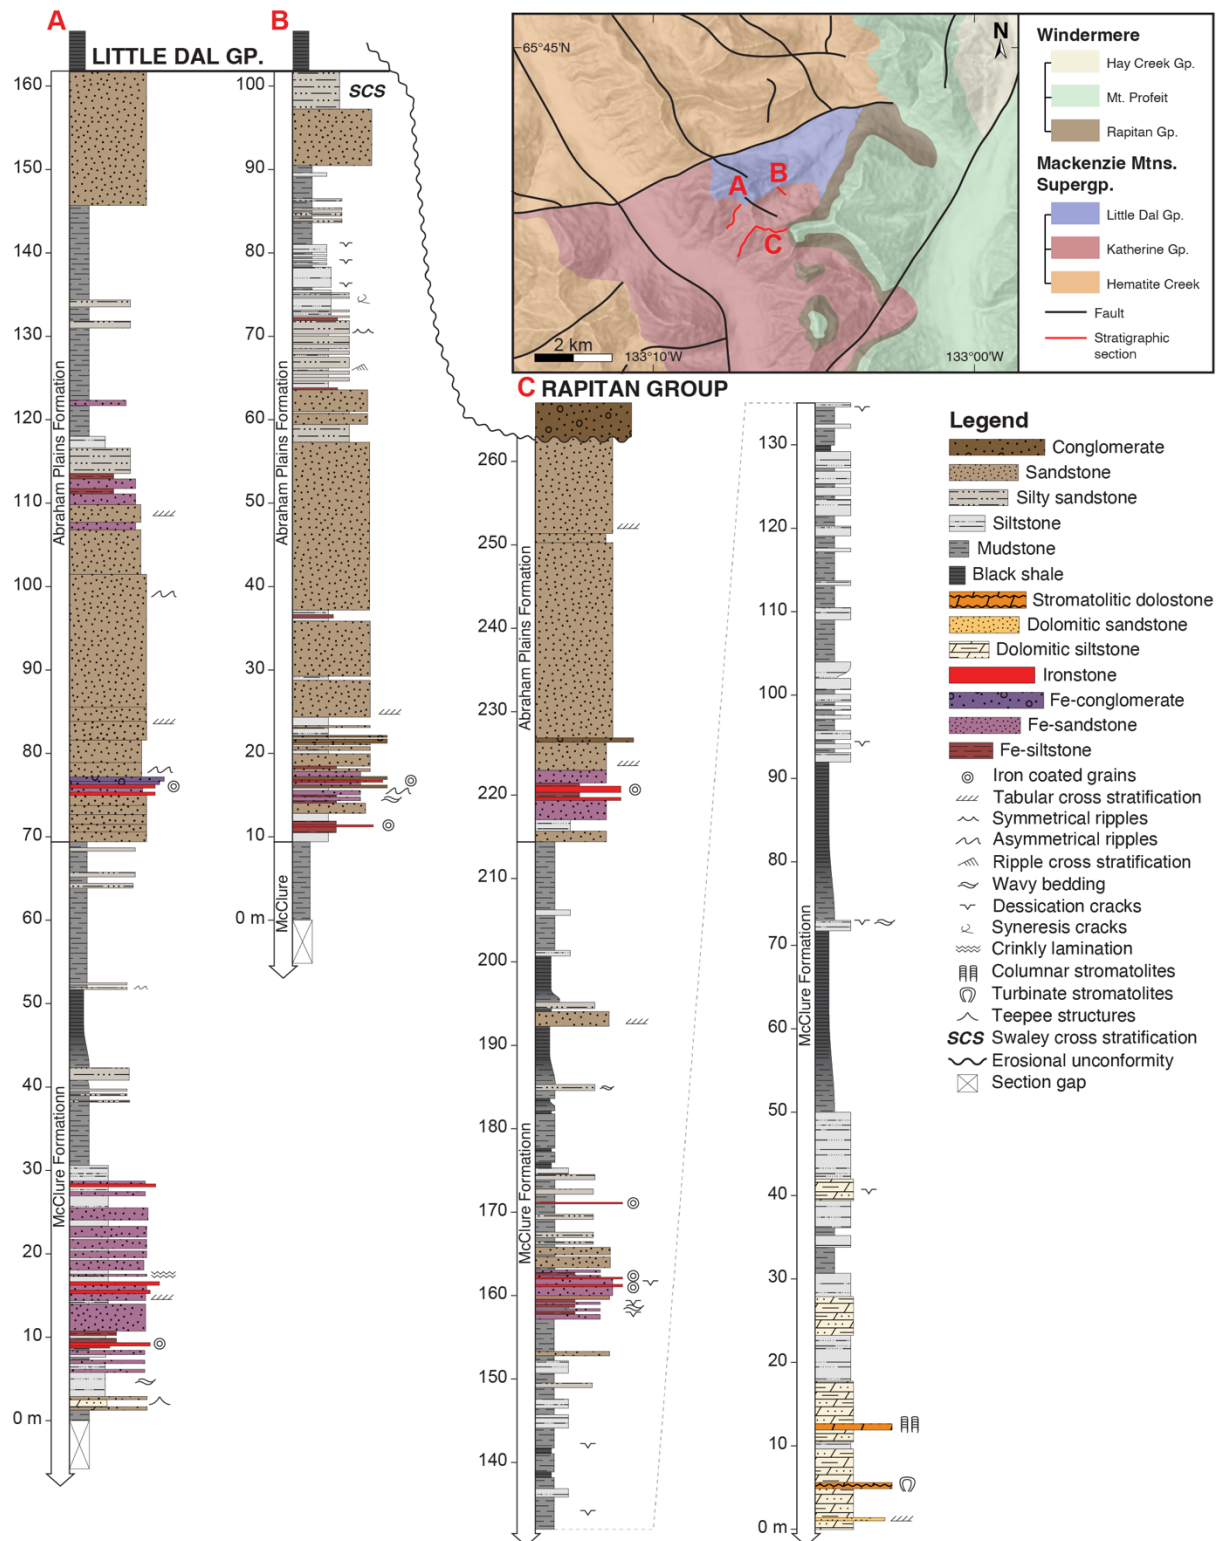 A
B
LITTLE DAL GP.
160
150
140
130
120
110
100
90
80
70
60
50
40
30
20
10
0 m
Abraham Plains Formation
McClure Formationn
100
90
80
70
60
50
40
30
20
10
0 m
SCS
Abraham Plains Formation
McClure
65°45'N
N
A
B
C
2 km
133°10'W
133°00'W
Windermere
Hay Creek Gp.
Mt. Profeit
Rapitan Gp.
Mackenzie Mtns.
Supergp.
Little Dal Gp.
Katherine Gp.
Hematite Creek
Fault
Stratigraphic
section
C RAPITAN GROUP
260
250
240
230
220
210
200
190
180
170
160
150
140
Abraham Plains Formation
McClure Formationn
130
120
110
100
90
80
70
60
50
40
30
20
10
0 m
McClure Formation
Legend
Conglomerate
Sandstone
Silty sandstone
Siltstone
Mudstone
Black shale
Stromatolitic dolostone
Dolomitic sandstone
Dolomitic siltstone
Ironstone
Fe-conglomerate
Fe-sandstone
Fe-siltstone
Iron coated grains
Tabular cross stratification
Symmetrical ripples
Asymmetrical ripples
Ripple cross stratification
Wavy bedding
Dessication cracks
Syneresis cracks
Crinkly lamination
Columnar stromatolites
Turbinate stromatolites
Teepee structures
SCS Swaley cross stratification
Erosional unconformity
Section gap